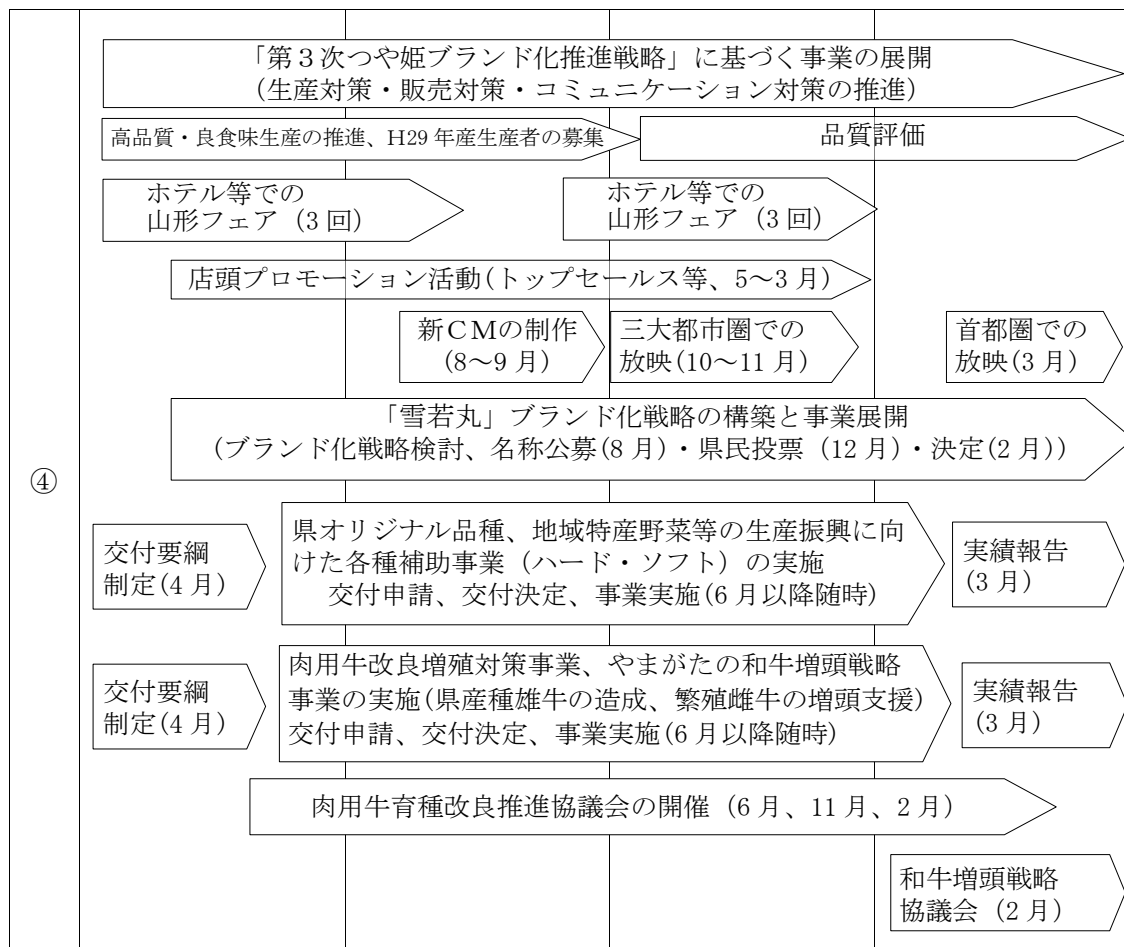 「第３次つや姫ブランド化推進戦略」に基づく事業の展開
(生産対策・販売対策・コミュニケーション対策の推進)
高品質・良食味生産の推進、H29 年産生産者の募集
品質評価
ホテル等での
山形フェア（3 回）
ホテル等での
山形フェア（3 回）
店頭プロモーション活動(トップセールス等、5～3 月)
新ＣＭの制作
(8～9 月)
三大都市圏での
放映(10～11 月)
首都圏での
放映(3 月)
「雪若丸」ブランド化戦略の構築と事業展開
(ブランド化戦略検討、名称公募(8 月)・県民投票（12 月)・決定(2 月))
④
交付要綱
制定(4 月)
県オリジナル品種、地域特産野菜等の生産振興に向
けた各種補助事業（ハード・ソフト）の実施
交付申請、交付決定、事業実施(6 月以降随時)
実績報告
(3 月)
交付要綱
制定(4 月)
肉用牛改良増殖対策事業、やまがたの和牛増頭戦略
事業の実施(県産種雄牛の造成、繁殖雌牛の増頭支援)
交付申請、交付決定、事業実施(6 月以降随時)
実績報告
(3 月)
肉用牛育種改良推進協議会の開催（6 月、11 月、2 月）
和牛増頭戦略
協議会（2 月）